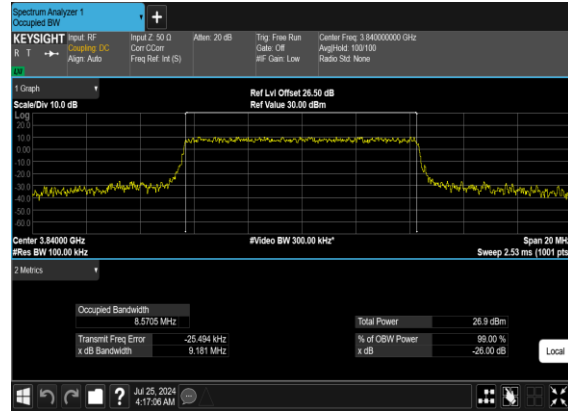 Spectrum Analyzer 1
Occupied BW
+
KEYSIGHT Input: RF Input Z: 50 Ω Atten: 20 dB Trig: Free Run Center Freq: 3.840000000 GHz
R T Coupling: DC Corr CCorr Gate: Off Avg|Hold: 100/100
Align: Auto Freq Ref: Int (S) #IF Gain: Low Radio Std: None
LXI
1 Graph Ref Lvl Offset 26.50 dB
Scale/Div 10.0 dB Ref Value 30.00 dBm
Log
20.0
10.0
0.00
-10.0
-20.0
-30.0
-40.0
-50.0
-60.0
Center 3.84000 GHz #Video BW 300.00 kHz* Span 20 MHz
#Res BW 100.00 kHz Sweep 2.53 ms (1001 pts)
2 Metrics
Occupied Bandwidth
8.5705 MHz Total Power 26.9 dBm
Transmit Freq Error -25.494 kHz % of OBW Power 99.00 %
x dB Bandwidth 9.181 MHz x dB -26.00 dB
Local
? Jul 25, 2024
4:17:06 AM